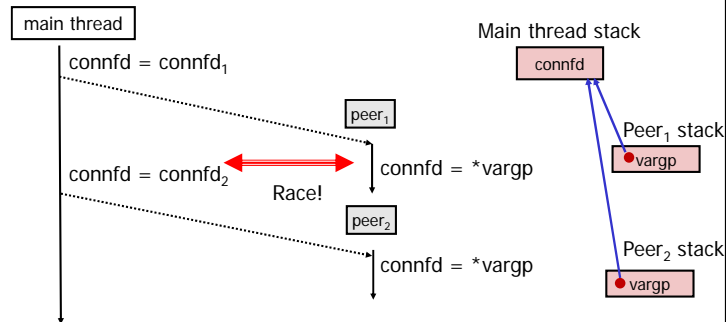 main thread
Main thread stack
connfd = connfd₁
connfd
peer₁
Peer₁ stack
connfd = *vargp
vargp
connfd = connfd₂
Race!
peer₂
Peer₂ stack
connfd = *vargp
vargp